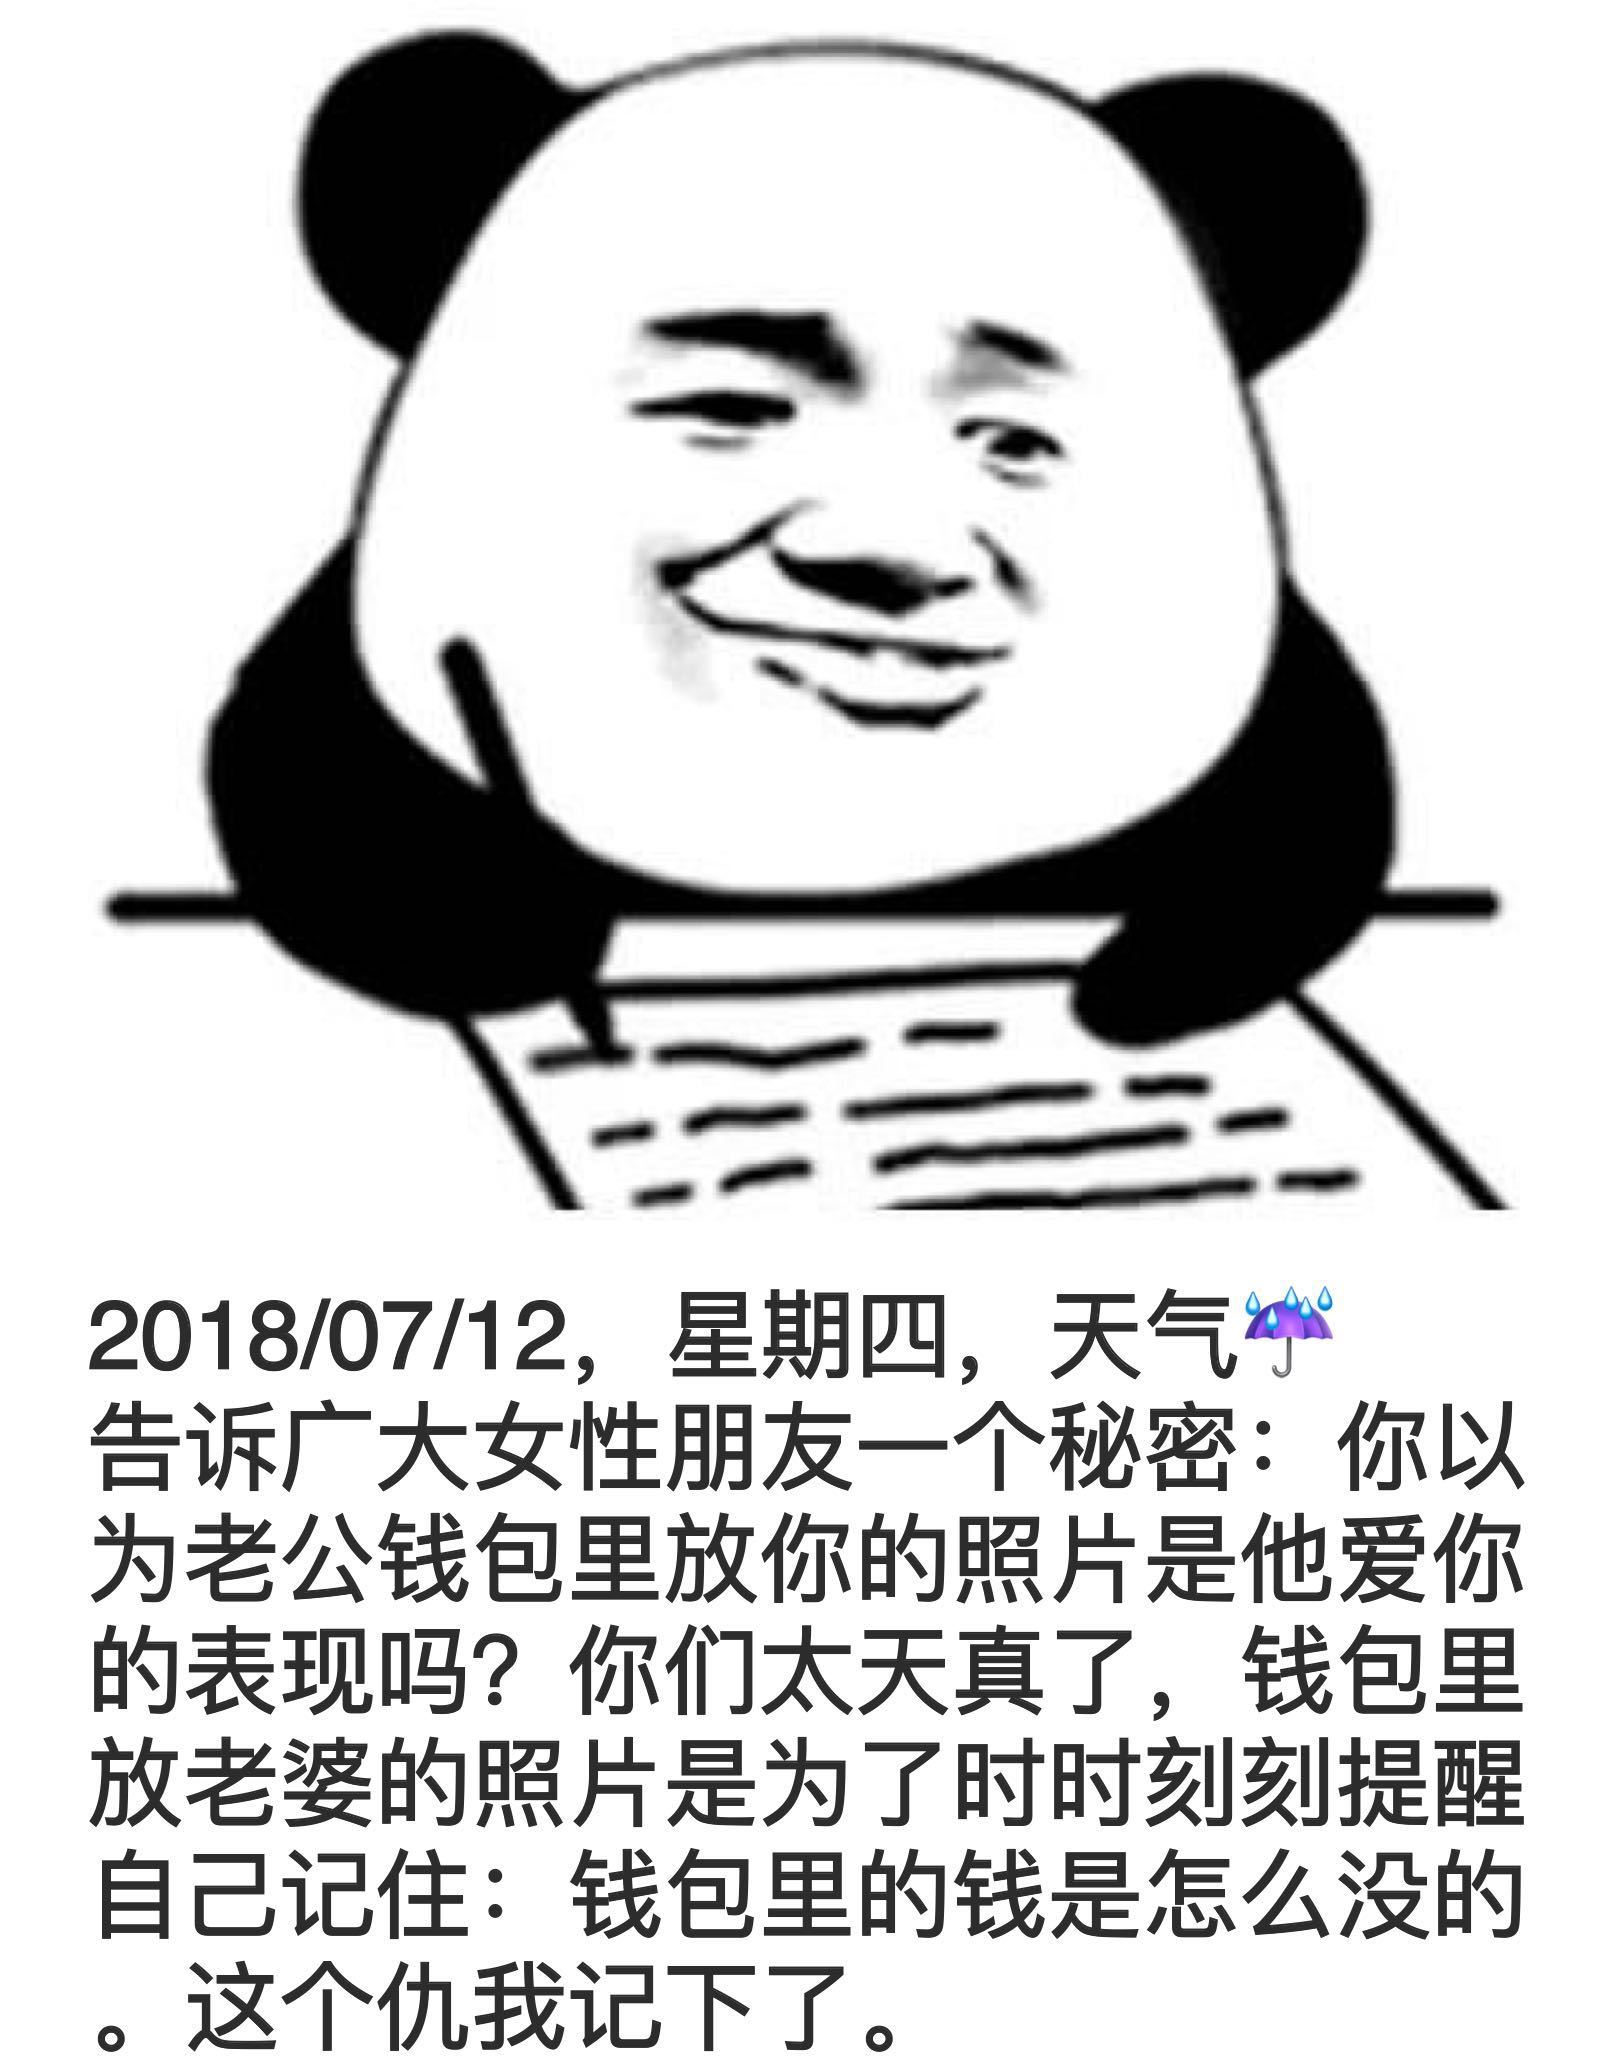 2018/07/12，星期四，天气☔
告诉广大女性朋友一个秘密：你以
为老公钱包里放你的照片是他爱你
的表现吗？你们太天真了，钱包里
放老婆的照片是为了时时刻刻提醒
自己记住：钱包里的钱是怎么没的
。这个仇我记下了。